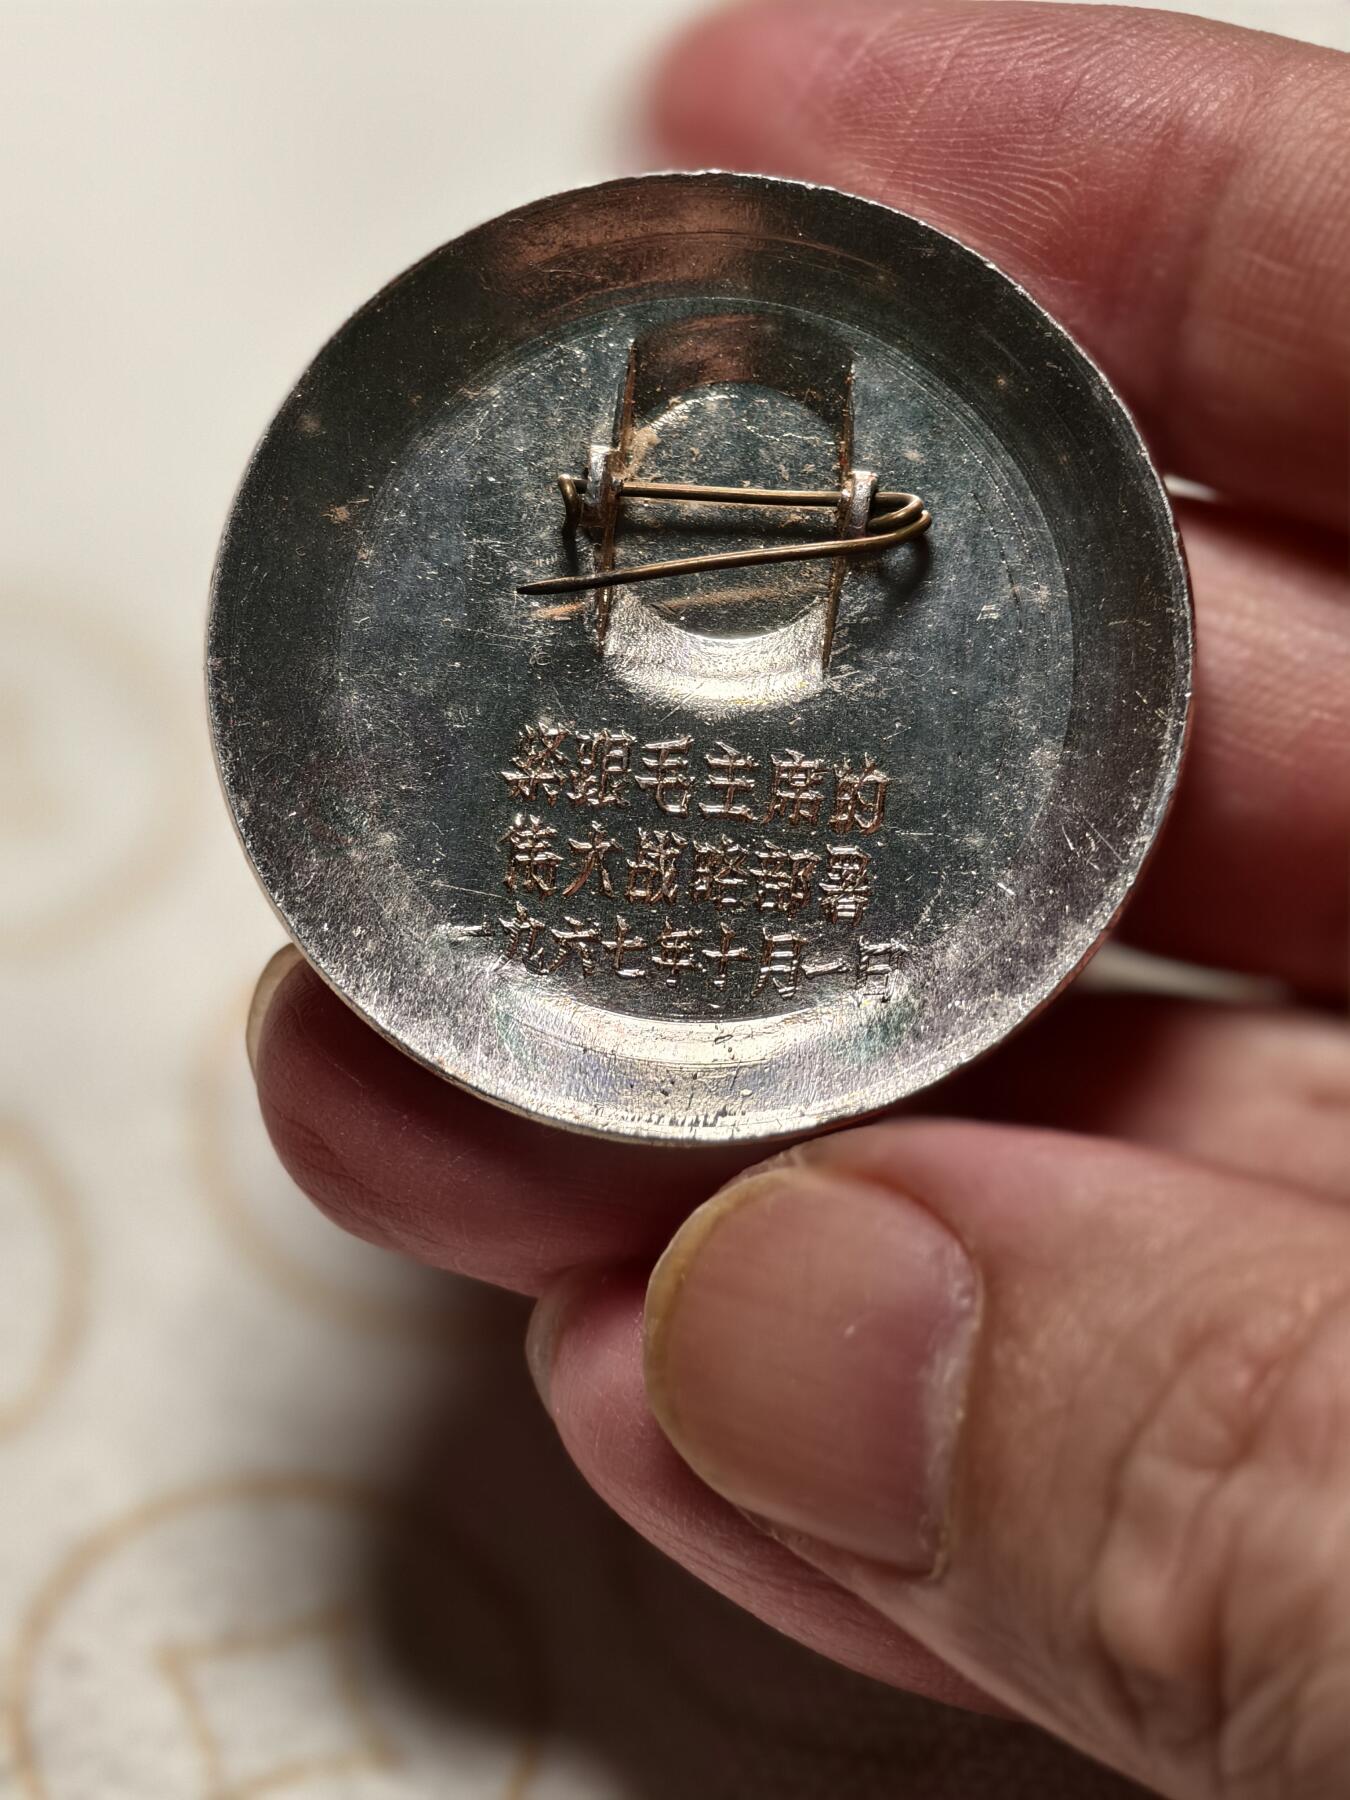 紧跟毛主席的
伟大战略部署
一九六七年十月一日